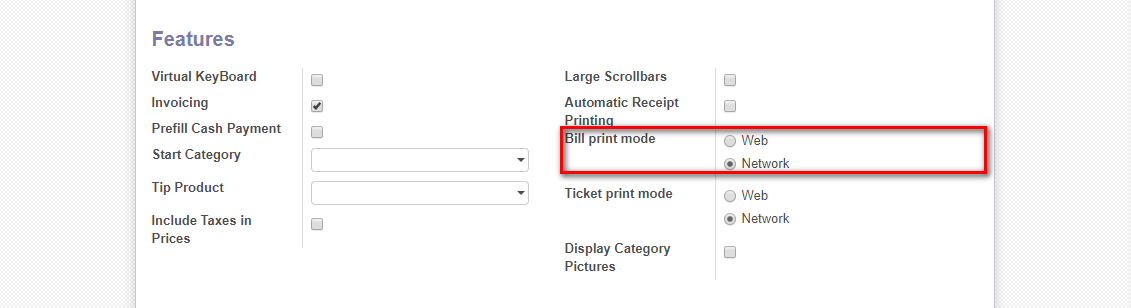 Features
Virtual KeyBoard
Invoicing
Prefill Cash Payment
Start Category
Tip Product
Include Taxes in
Prices
Large Scrollbars
Automatic Receipt
Printing
Bill print mode
Web
Network
Ticket print mode
Web
Network
Display Category
Pictures